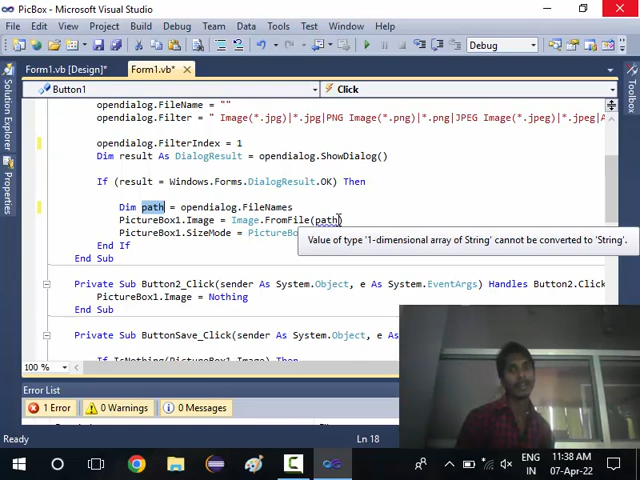 PicBox - Microsoft Visual Studio
File Edit View Project Build Debug Team Data Tools Test Window Help
Debug
Form1.vb [Design]* Form1.vb*
Button1 Click
Solution Explorer
Properties
Toolbox
opendialog.FileName = ""
opendialog.Filter = " Image(*.jpg)|*.jpg|PNG Image(*.png)|*.png|JPEG Image(*.jpeg)|*.jpeg|
opendialog.FilterIndex = 1
Dim result As DialogResult = opendialog.ShowDialog()
If (result = Windows.Forms.DialogResult.OK) Then
Dim path = opendialog.FileNames
PictureBox1.Image = Image.FromFile(path)
PictureBox1.SizeMode = PictureBo
Value of type '1-dimensional array of String' cannot be converted to 'String'.
End If
End Sub
Private Sub Button2_Click(sender As System.Object, e As System.EventArgs) Handles Button2.Click
PictureBox1.Image = Nothing
End Sub
Private Sub ButtonSave_Click(sender As System.Object, e As System.Ev
If IsNothing(PictureBox1.Image) Then
100 %
Error List
1 Error 0 Warnings 0 Messages
Ready Ln 18
11:38 AM
ENG
IN
07-Apr-22